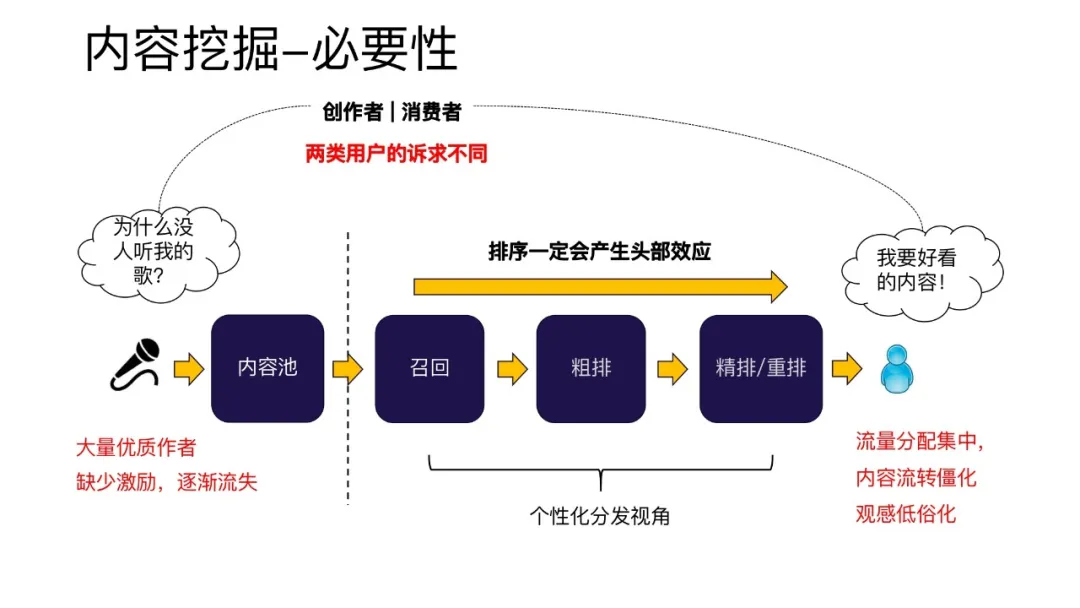 内容挖掘–必要性
创作者 | 消费者
两类用户的诉求不同
为什么没
人听我的
歌?
排序一定会产生头部效应
我要好看
的内容！
内容池
召回
粗排
精排/重排
大量优质作者
缺少激励，逐渐流失
个性化分发视角
流量分配集中，
内容流转僵化
观感低俗化